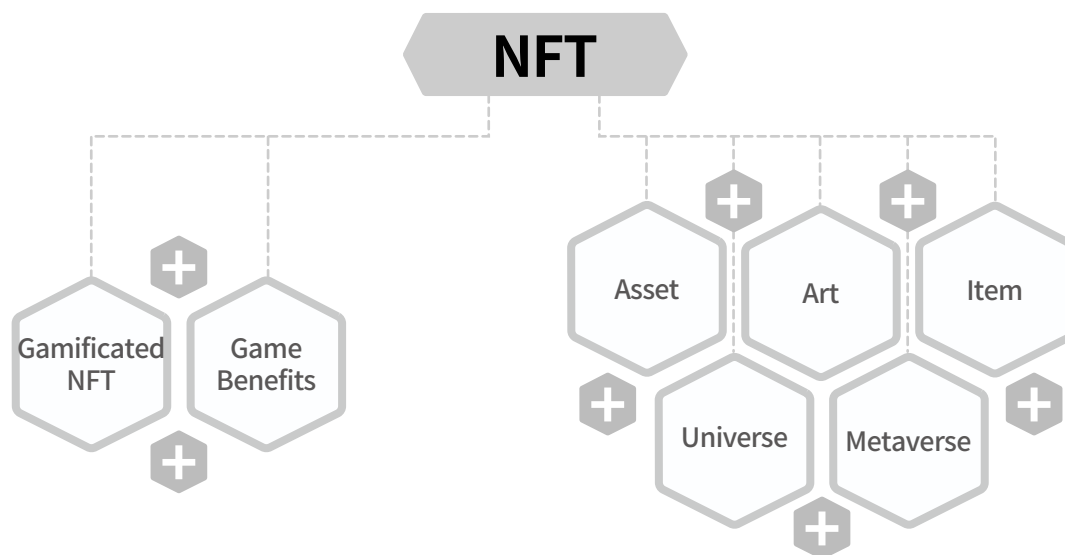 NFT
Gamificated
NFT
Game
Benefits
Asset
Art
Item
Universe
Metaverse